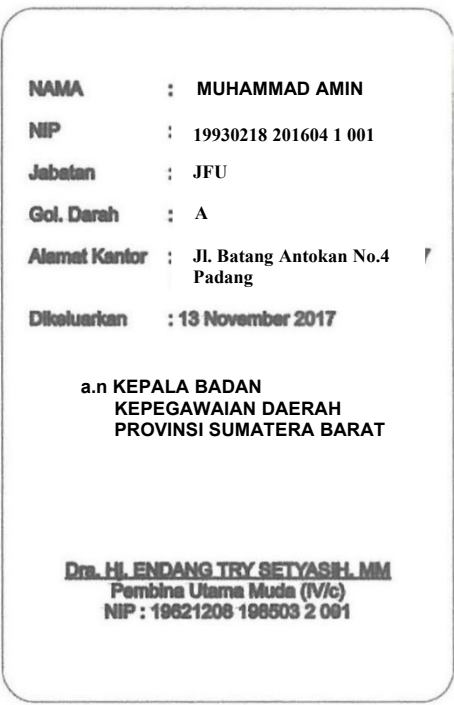 NAMA : MUHAMMAD AMIN
NIP : 19930218 201604 1 001
Jabatan : JFU
Gol. Darah : A
Alamat Kantor : Jl. Batang Antokan No.4
Padang
Dikeluarkan : 13 November 2017
a.n KEPALA BADAN
KEPEGAWAIAN DAERAH
PROVINSI SUMATERA BARAT
Dra. Hj. ENDANG TRY SETYASIH. MM
Pembina Utama Muda (IV/c)
NIP : 19621208 198503 2 001